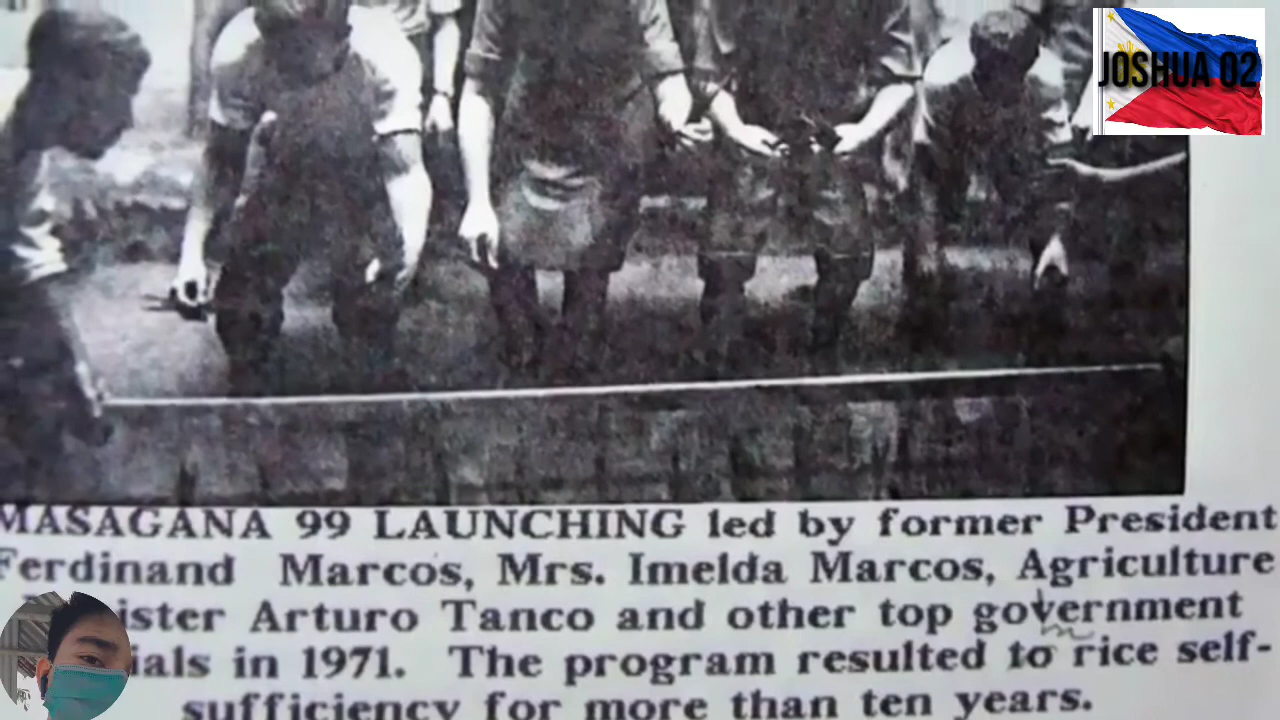 JOSHUA 02
MASAGANA 99 LAUNCHING led by former President
Ferdinand Marcos, Mrs. Imelda Marcos, Agriculture
ister Arturo Tanco and other top government
ials in 1971. The program resulted to rice self-
sufficiency for more than ten years.